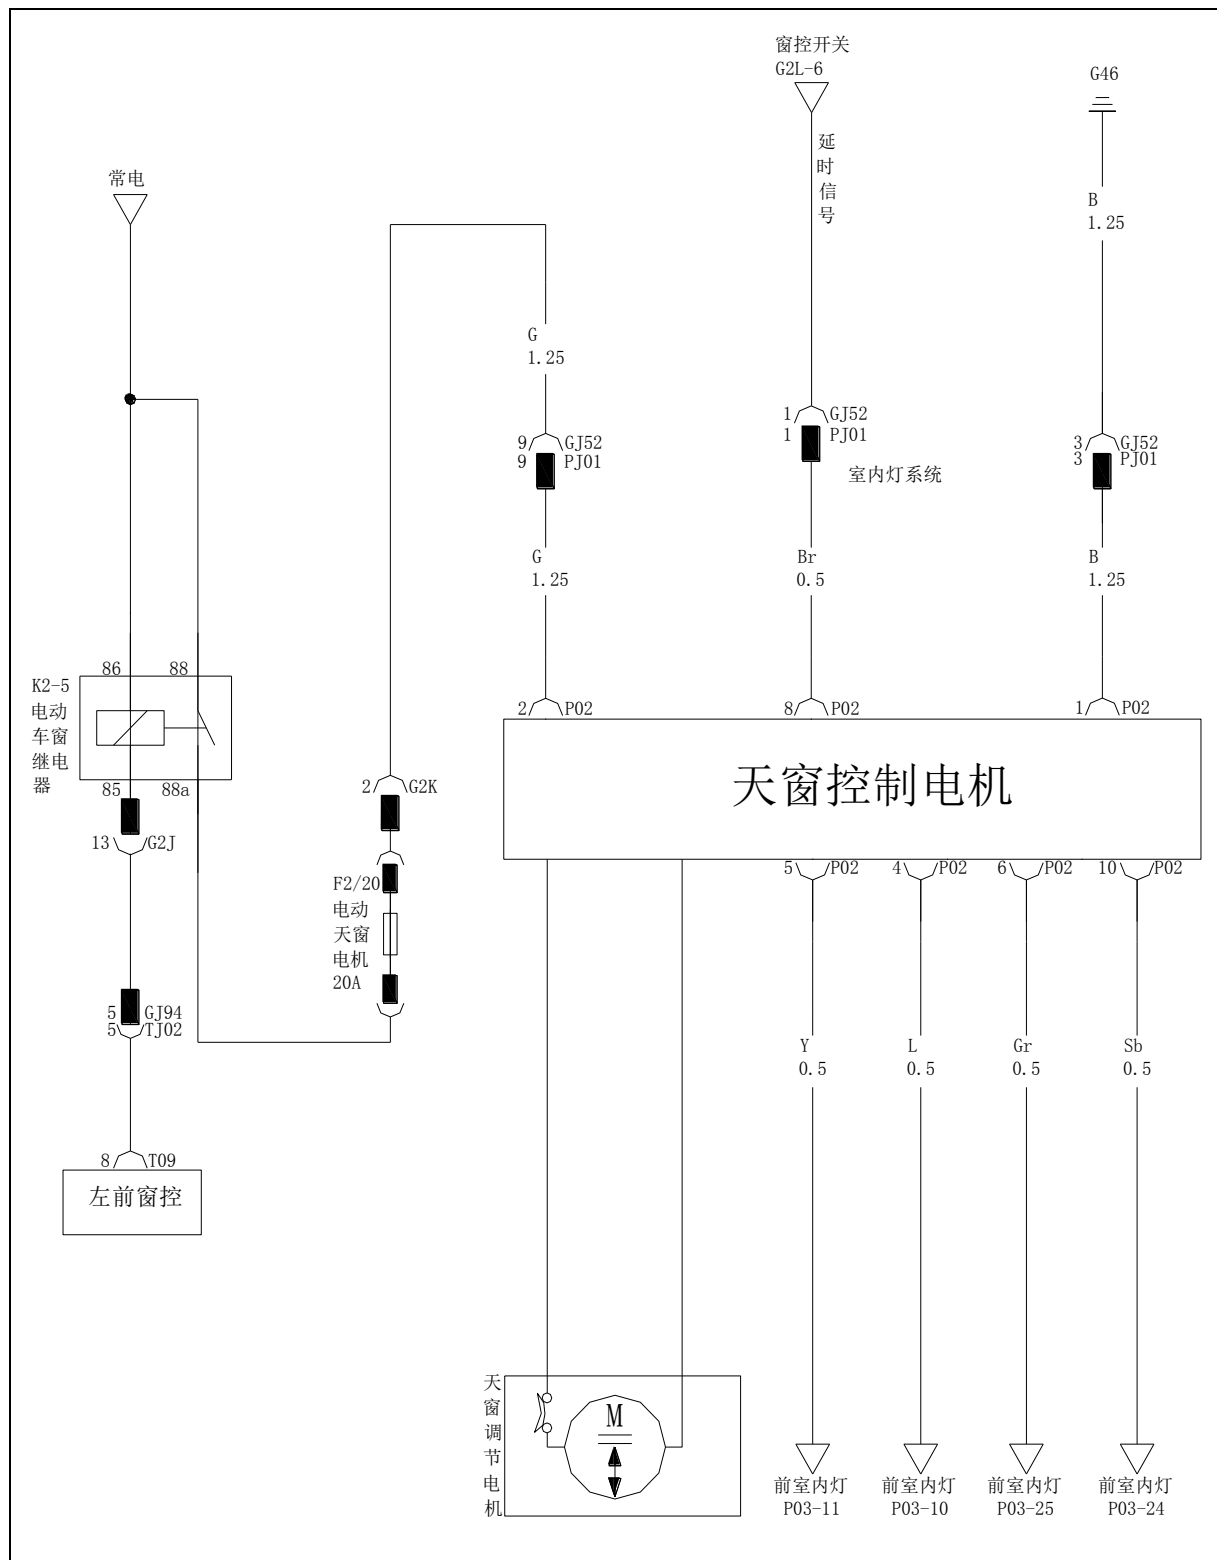 窗控开关
G2L-6
G46
延时信号
常电
B
1.25
G
1.25
1 GJ52
1 PJ01
9 GJ52
9 PJ01
3 GJ52
3 PJ01
室内灯系统
G
1.25
Br
0.5
B
1.25
86 88
K2-5
电动
车窗
继电
器
85 88a
2 P02
8 P02
1 P02
天窗控制电机
2 G2K
13 G2J
5 P02
4 P02
6 P02
10 P02
F2/20
电动
天窗
电机
20A
5 GJ94
5 TJ02
Y
0.5
L
0.5
Gr
0.5
Sb
0.5
8 T09
左前窗控
天窗调节电机
M
前室内灯
P03-11
前室内灯
P03-10
前室内灯
P03-25
前室内灯
P03-24